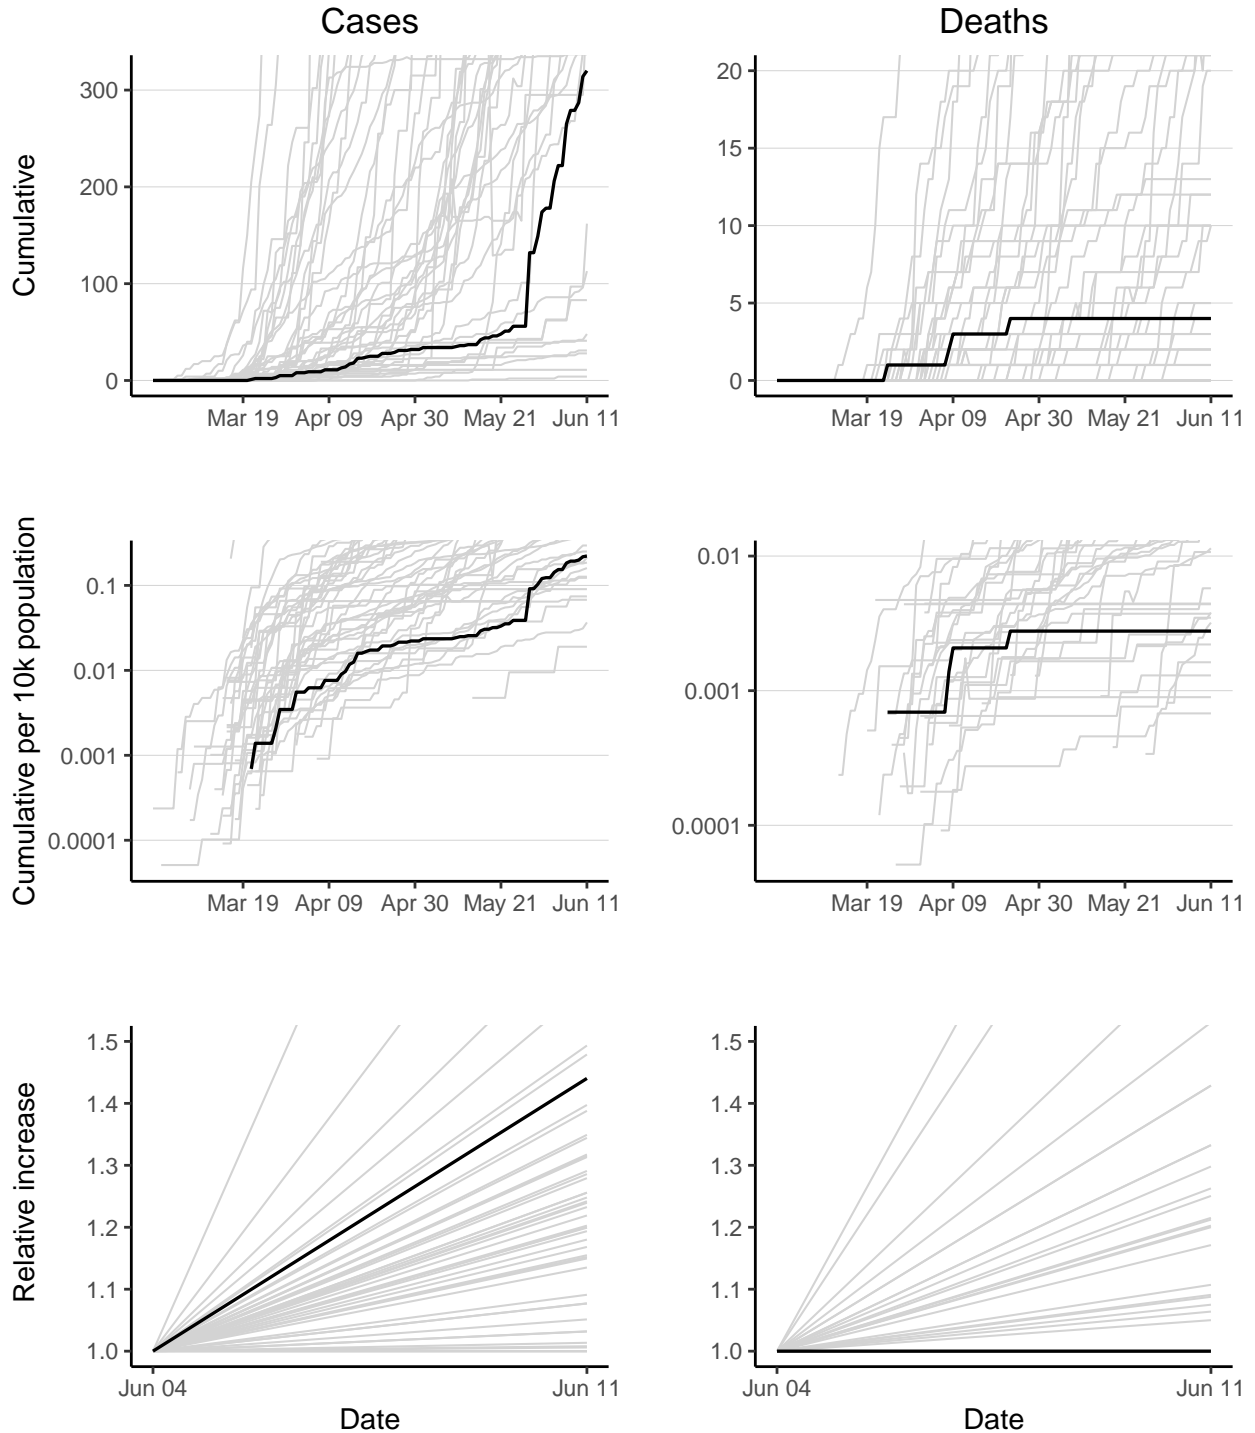 Cases
Deaths
Cumulative
300
200
100
0
Mar 19 Apr 09 Apr 30 May 21 Jun 11
20
15
10
5
0
Mar 19 Apr 09 Apr 30 May 21 Jun 11
Cumulative per 10k population
0.1
0.01
0.001
0.0001
Mar 19 Apr 09 Apr 30 May 21 Jun 11
0.01
0.001
0.0001
Mar 19 Apr 09 Apr 30 May 21 Jun 11
Relative increase
1.5
1.4
1.3
1.2
1.1
1.0
Jun 04 Jun 11
Date
1.5
1.4
1.3
1.2
1.1
1.0
Jun 04 Jun 11
Date